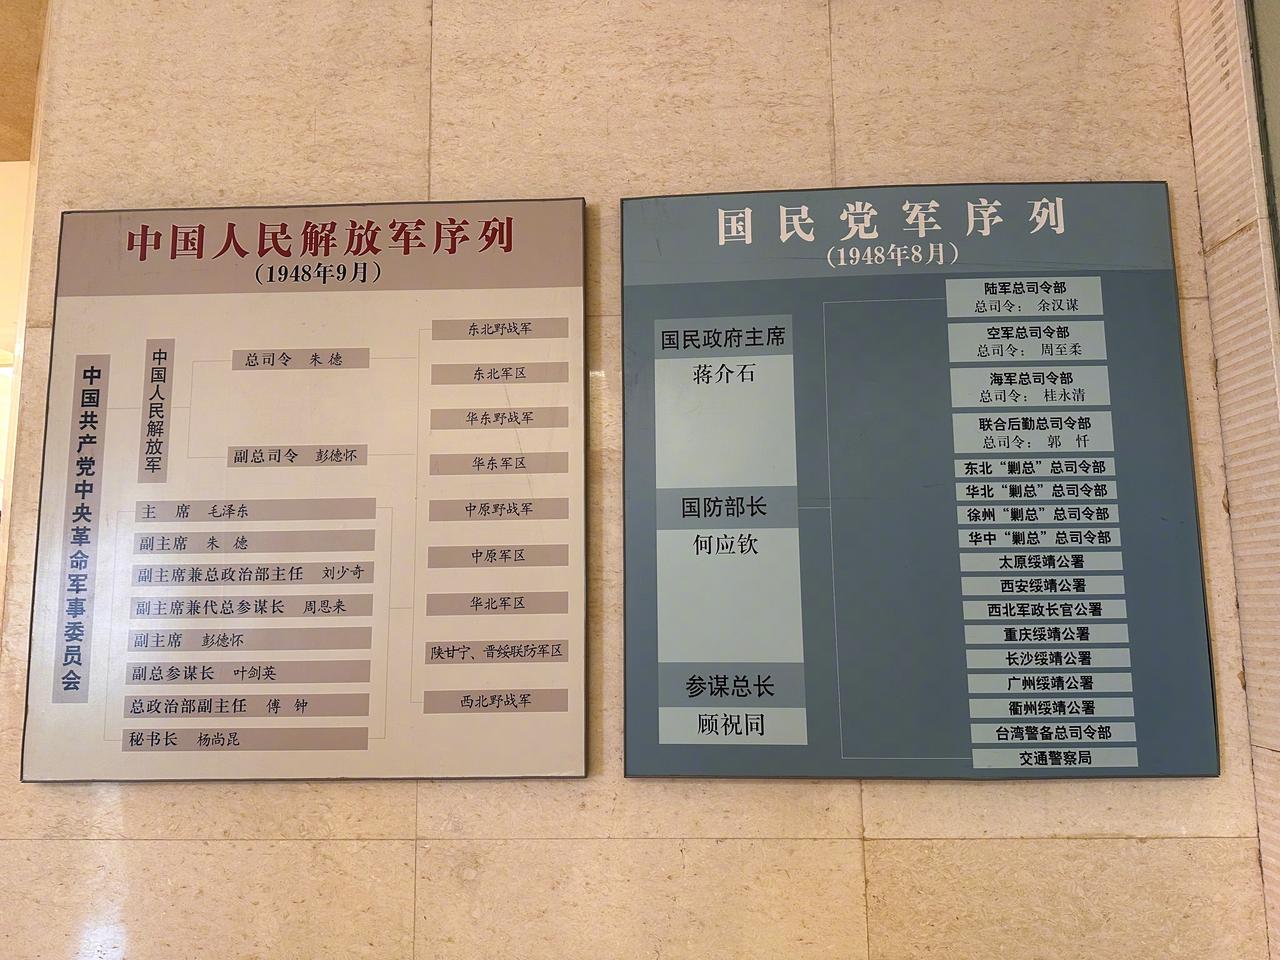 中国人民解放军序列
(1948年9月)
中国共产党中央革命军事委员会
中国人民解放军
总司令 朱德
副总司令 彭德怀
主席 毛泽东
副主席 朱德
副主席兼总政治部主任 刘少奇
副主席兼代总参谋长 周恩来
副主席 彭德怀
副总参谋长 叶剑英
总政治部副主任 傅钟
秘书长 杨尚昆
东北野战军
东北军区
华东野战军
华东军区
中原野战军
中原军区
华北军区
陕甘宁、晋绥联防军区
西北野战军
国民党军序列
(1948年8月)
国民政府主席
蒋介石
国防部长
何应钦
参谋总长
顾祝同
陆军总司令部
总司令： 余汉谋
空军总司令部
总司令： 周至柔
海军总司令部
总司令： 桂永清
联合后勤总司令部
总司令： 郭忏
东北“剿总”总司令部
华北“剿总”总司令部
徐州“剿总”总司令部
华中“剿总”总司令部
太原绥靖公署
西安绥靖公署
西北军政长官公署
重庆绥靖公署
长沙绥靖公署
广州绥靖公署
衢州绥靖公署
台湾警备总司令部
交通警察局